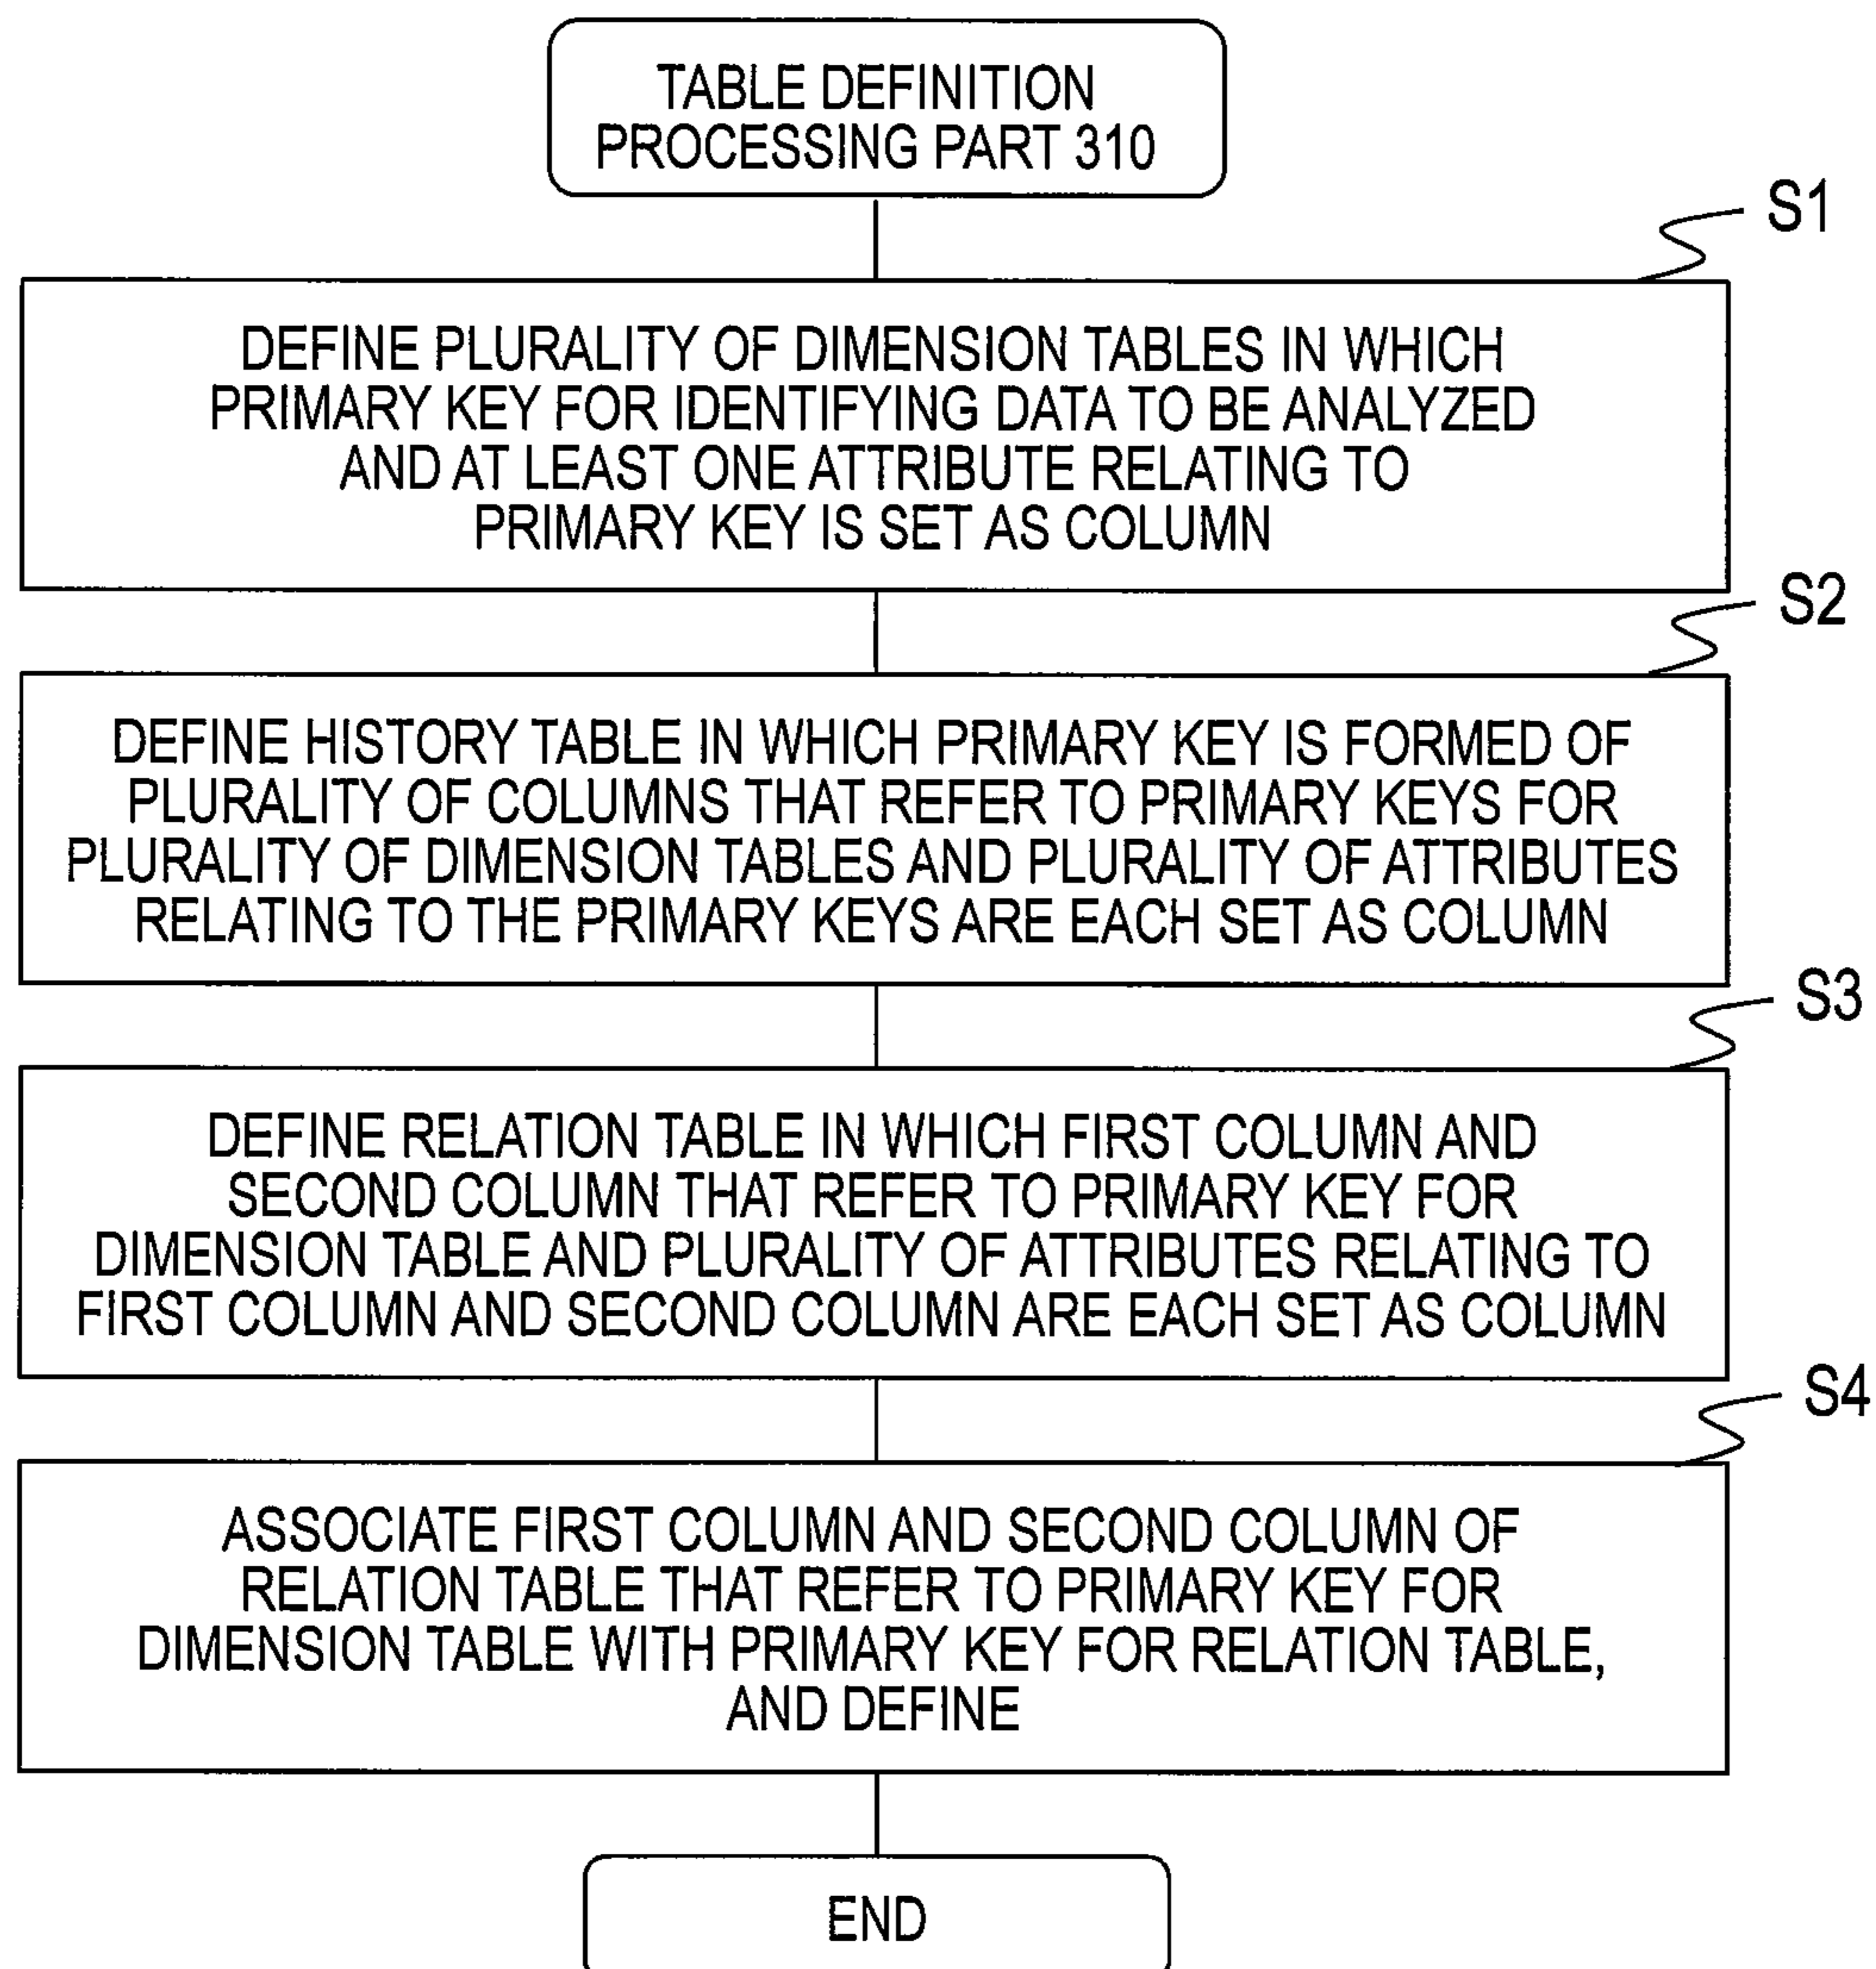 TABLE DEFINITION
PROCESSING PART 310
S1
DEFINE PLURALITY OF DIMENSION TABLES IN WHICH
PRIMARY KEY FOR IDENTIFYING DATA TO BE ANALYZED
AND AT LEAST ONE ATTRIBUTE RELATING TO
PRIMARY KEY IS SET AS COLUMN
S2
DEFINE HISTORY TABLE IN WHICH PRIMARY KEY IS FORMED OF
PLURALITY OF COLUMNS THAT REFER TO PRIMARY KEYS FOR
PLURALITY OF DIMENSION TABLES AND PLURALITY OF ATTRIBUTES
RELATING TO THE PRIMARY KEYS ARE EACH SET AS COLUMN
S3
DEFINE RELATION TABLE IN WHICH FIRST COLUMN AND
SECOND COLUMN THAT REFER TO PRIMARY KEY FOR
DIMENSION TABLE AND PLURALITY OF ATTRIBUTES RELATING TO
FIRST COLUMN AND SECOND COLUMN ARE EACH SET AS COLUMN
S4
ASSOCIATE FIRST COLUMN AND SECOND COLUMN OF
RELATION TABLE THAT REFER TO PRIMARY KEY FOR
DIMENSION TABLE WITH PRIMARY KEY FOR RELATION TABLE,
AND DEFINE
END